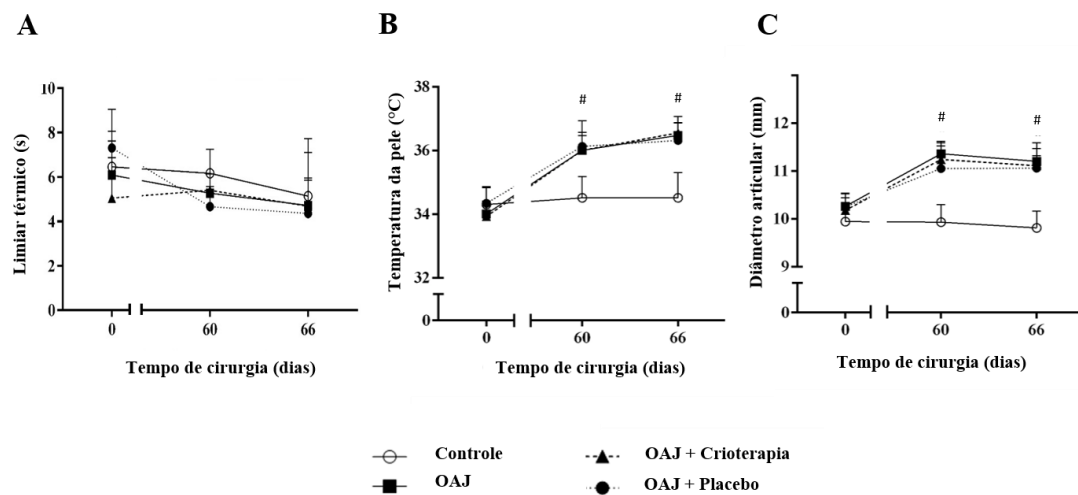 A
Limiar térmico (s)
10
8
6
4
2
0
0 60 66
Tempo de cirurgia (dias)
B
Temperatura da pele (°C)
38
36
34
32
0
# #
0 60 66
Tempo de cirurgia (dias)
C
Diâmetro articular (mm)
12
11
10
9
0
# #
0 60 66
Tempo de cirurgia (dias)
Controle
OAJ
OAJ + Crioterapia
OAJ + Placebo